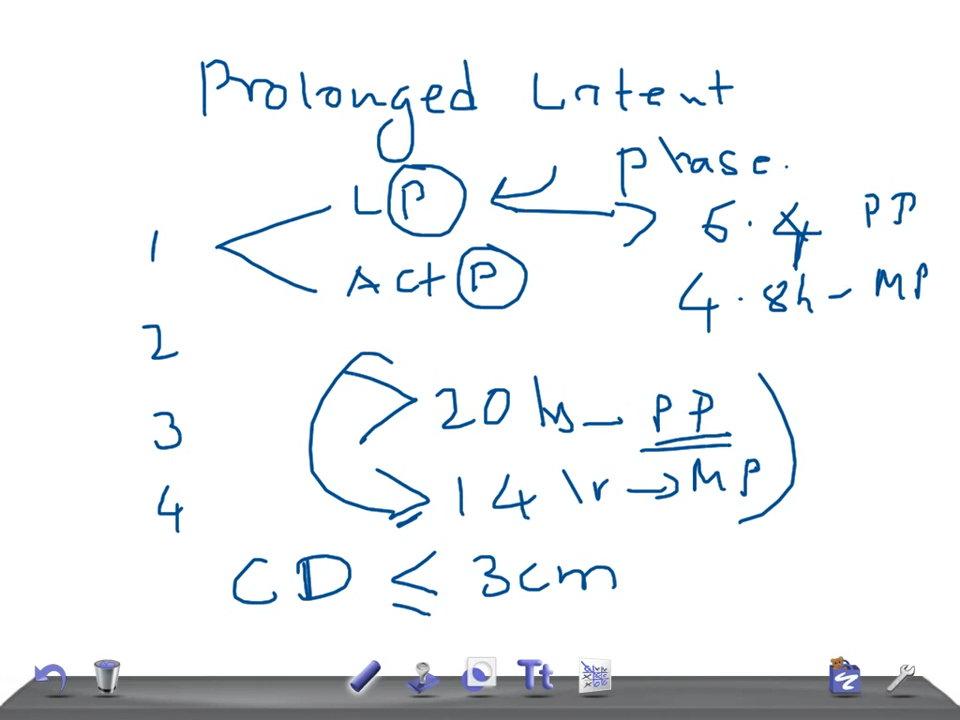 Prolonged Latent
phase.
LP
6.4 PP
1
Act P
4.8h - MP
2
> 20 hs - PP
3
> 14 hr → MP
4
CD ≤ 3cm
Tt